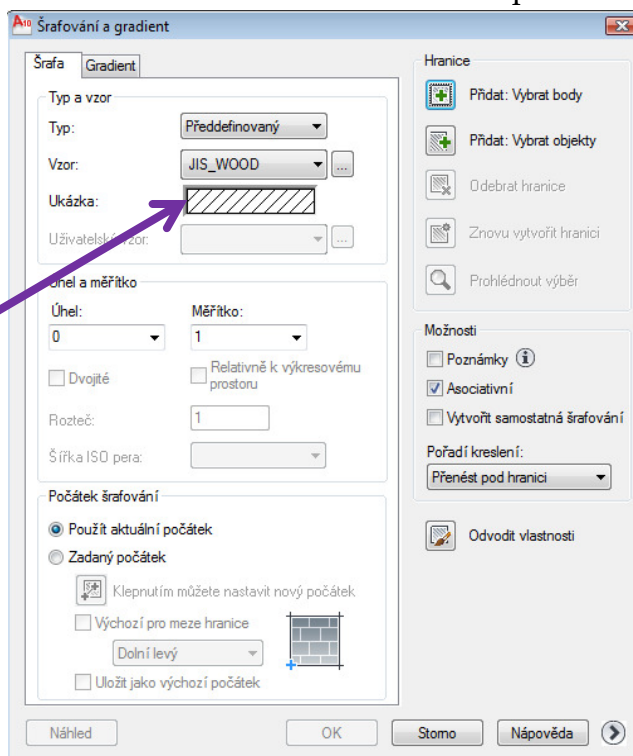 Šrafování a gradient
Šrafa Gradient
Typ a vzor
Typ: Předdefinovaný
Vzor: JIS_WOOD ...
Ukázka:
Uživatelský vzor: ...
Úhel a měřítko
Úhel: Měřítko:
0 1
Dvojité Relativně k výkresovému prostoru
Rozteč: 1
Šířka ISO pera:
Počátek šrafování
Použít aktuální počátek
Zadaný počátek
Klepnutím můžete nastavit nový počátek
Výchozí pro meze hranice
Dolní levý
Uložit jako výchozí počátek
Hranice
Přidat: Vybrat body
Přidat: Vybrat objekty
Odebrat hranice
Znovu vytvořit hranici
Prohlédnout výběr
Možnosti
Poznámky
Asociativní
Vytvořit samostatná šrafování
Pořadí kreslení:
Přenést pod hranici
Odvodit vlastnosti
Náhled OK Storno Nápověda